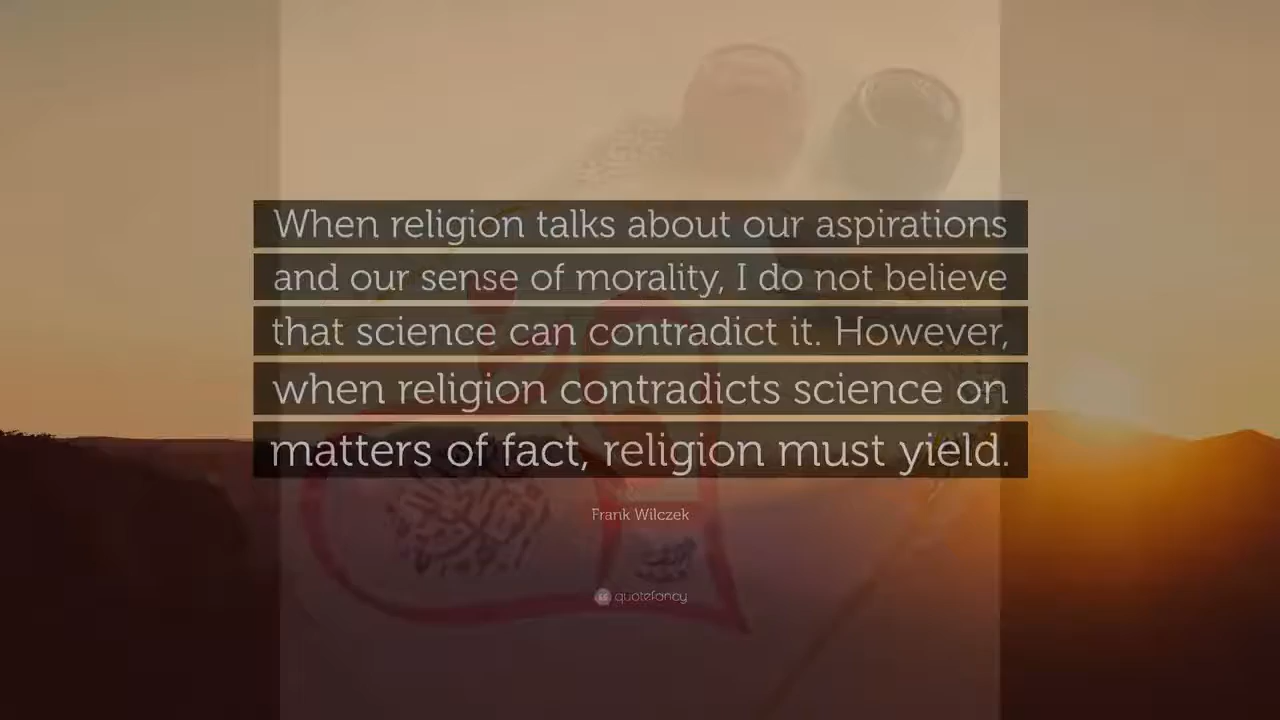 When religion talks about our aspirations
and our sense of morality, I do not believe
that science can contradict it. However,
when religion contradicts science on
matters of fact, religion must yield.
Frank Wilczek
quotefancy